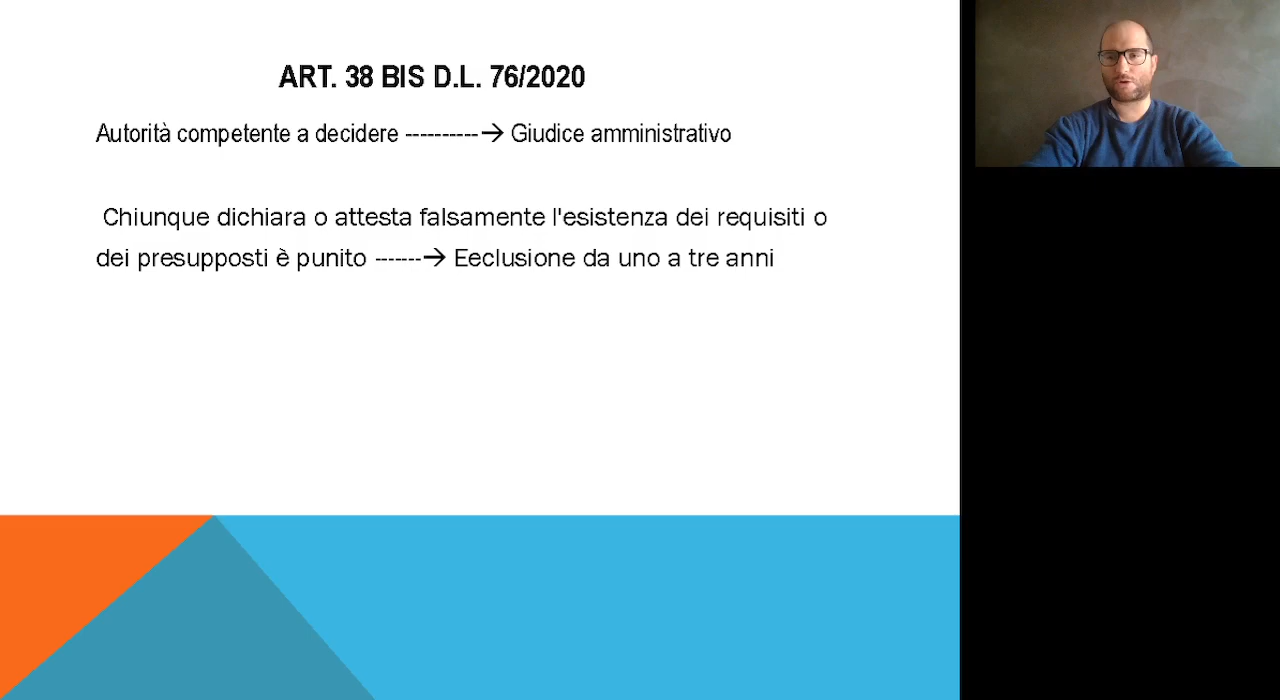 ART. 38 BIS D.L. 76/2020
Autorità competente a decidere ----------→ Giudice amministrativo
Chiunque dichiara o attesta falsamente l'esistenza dei requisiti o
dei presupposti è punito -------→ Eeclusione da uno a tre anni